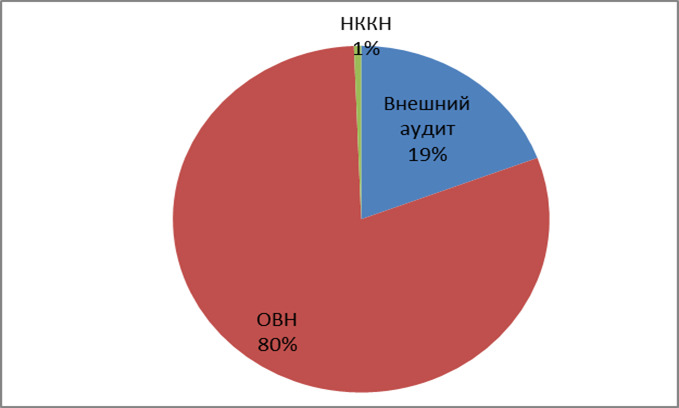 НККН
1%
Внешний
аудит
19%
ОВН
80%